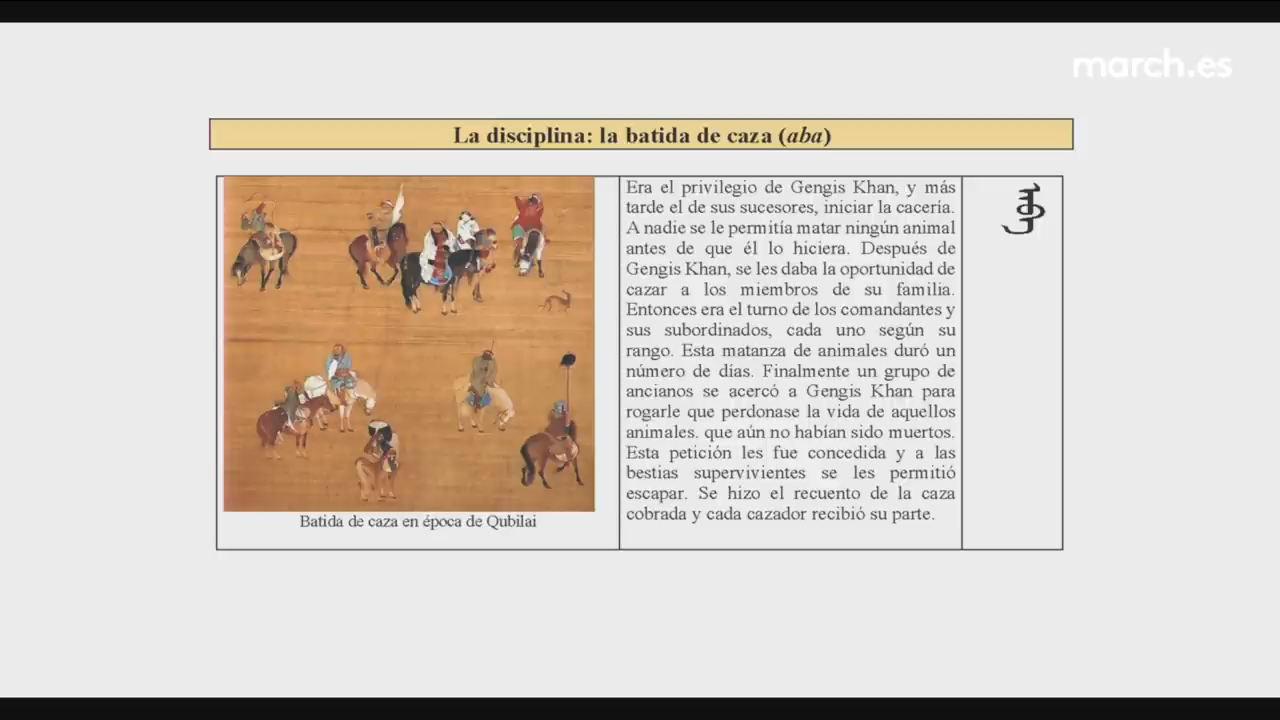 march.es
La disciplina: la batida de caza (aba)
Era el privilegio de Gengis Khan, y más
tarde el de sus sucesores, iniciar la cacería.
A nadie se le permitía matar ningún animal
antes de que él lo hiciera. Después de
Gengis Khan, se les daba la oportunidad de
cazar a los miembros de su familia.
Entonces era el turno de los comandantes y
sus subordinados, cada uno según su
rango. Esta matanza de animales duró un
número de días. Finalmente un grupo de
ancianos se acercó a Gengis Khan para
rogarle que perdonase la vida de aquellos
animales. que aún no habían sido muertos.
Esta petición les fue concedida y a las
bestias supervivientes se les permitió
escapar. Se hizo el recuento de la caza
cobrada y cada cazador recibió su parte.
Batida de caza en época de Qubilai